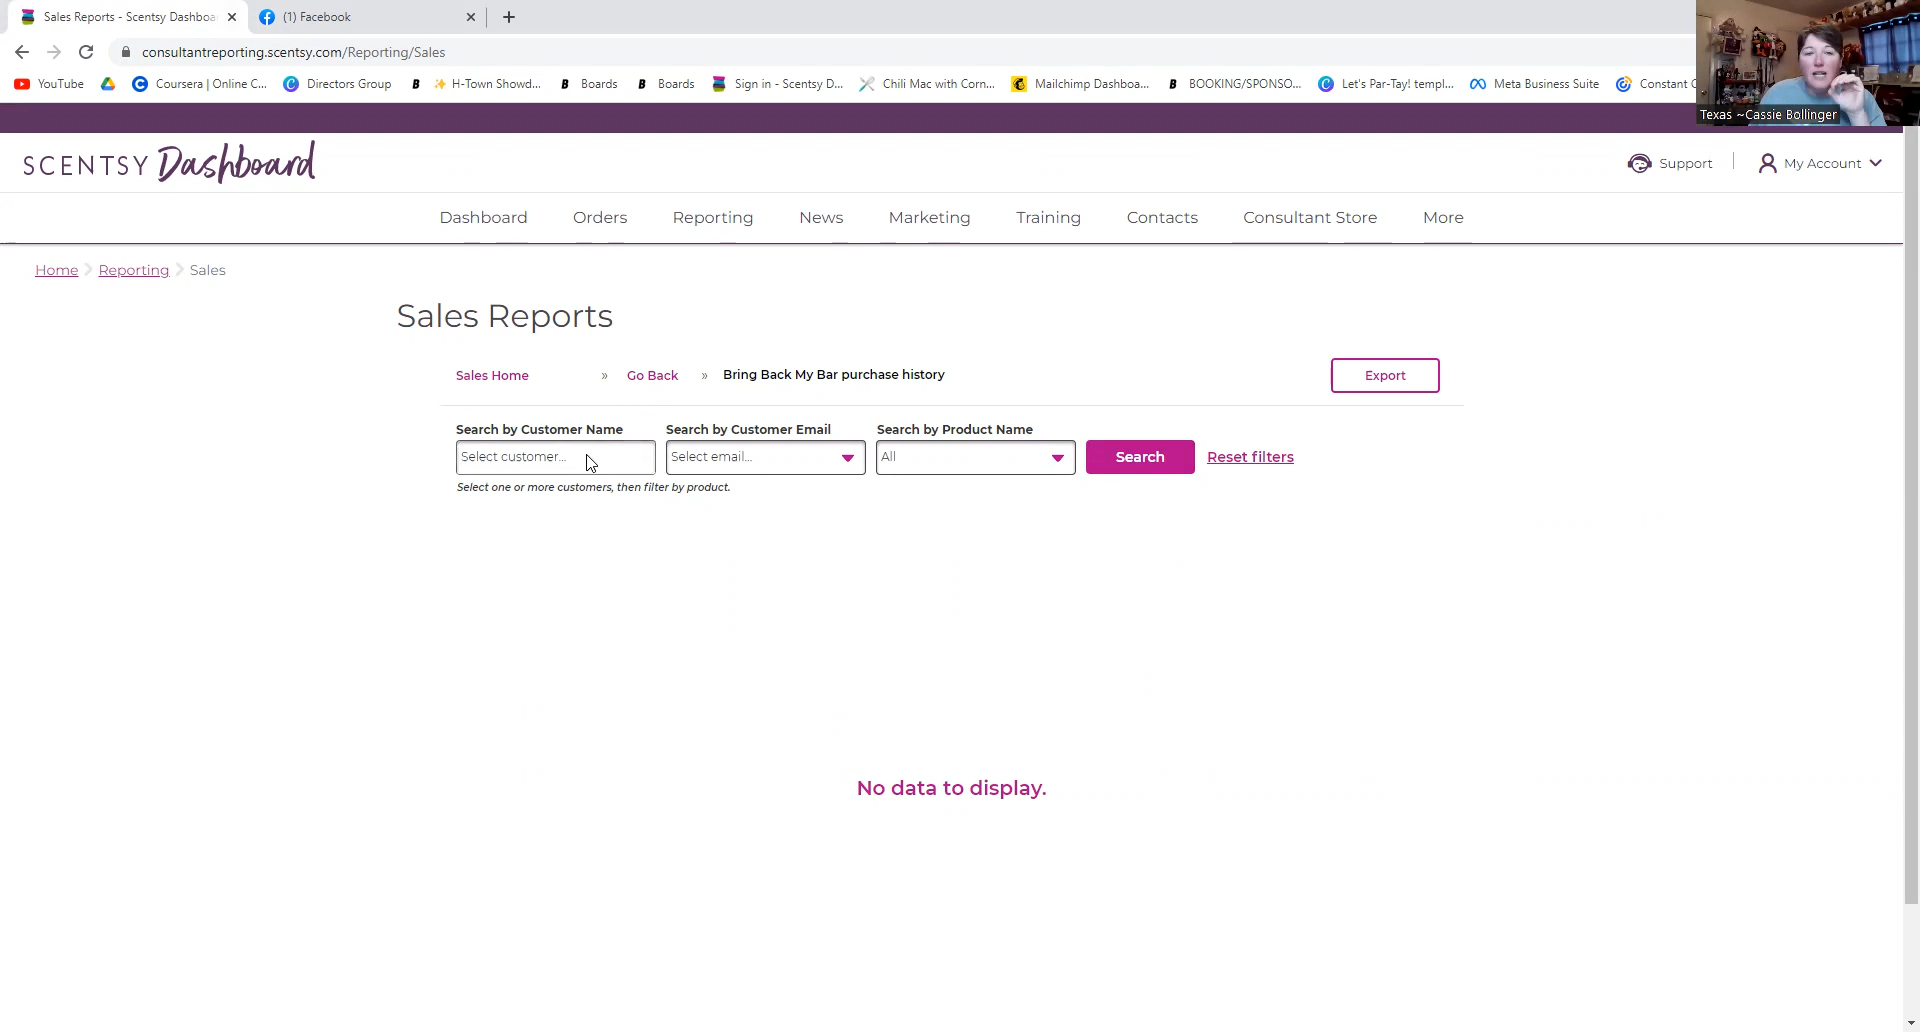 Sales Reports - Scentsy Dashboa
(1) Facebook
consultantreporting.scentsy.com/Reporting/Sales
YouTube
Coursera | Online C...
Directors Group
B ✨ H-Town Showd...
B Boards
B Boards
Sign in - Scentsy D...
Chili Mac with Corn...
Mailchimp Dashboa...
B BOOKING/SPONSO...
Let's Par-Tay! templ...
Meta Business Suite
Constant C
Texas ~Cassie Bollinger
SCENTSY Dashboard
Support
My Account
Dashboard Orders Reporting News Marketing Training Contacts Consultant Store More
Home Reporting Sales
Sales Reports
Sales Home » Go Back » Bring Back My Bar purchase history
Export
Search by Customer Name Search by Customer Email Search by Product Name
Select customer... Select email... All Search Reset filters
Select one or more customers, then filter by product.
No data to display.